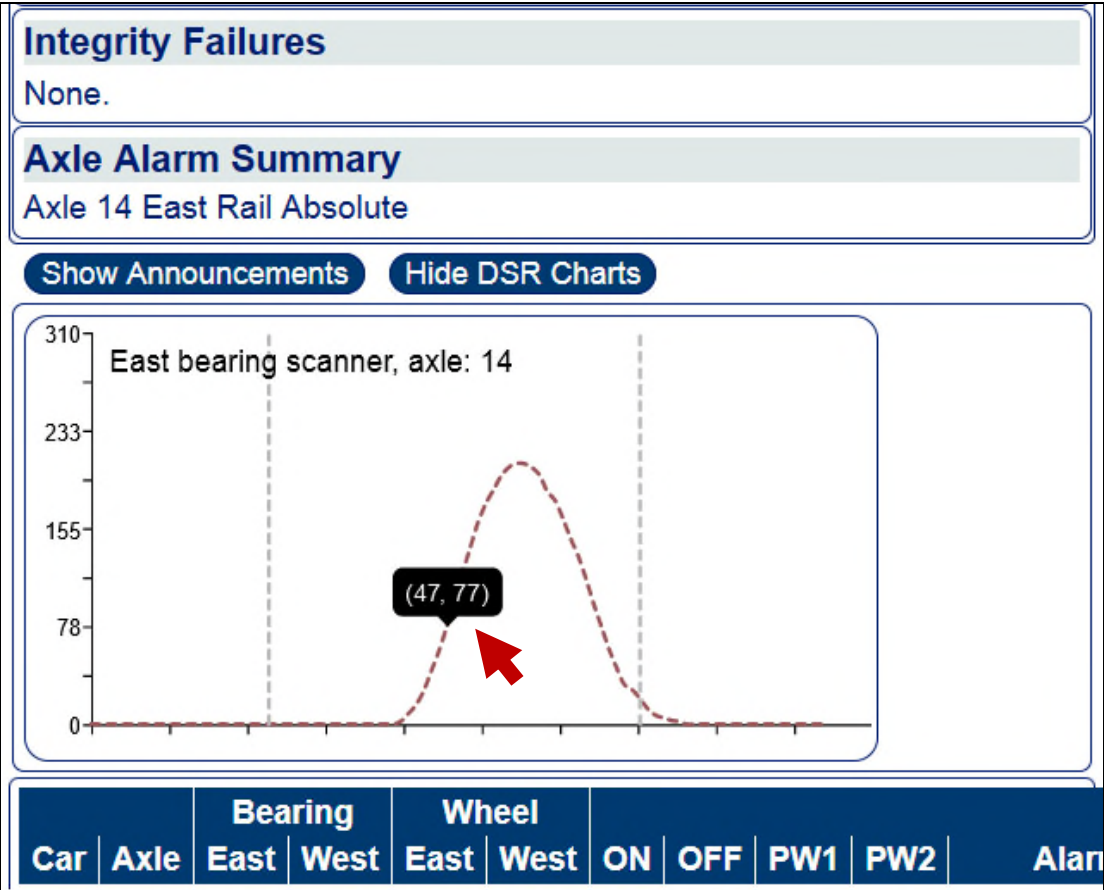 Integrity Failures
None.
Axle Alarm Summary
Axle 14 East Rail Absolute
Show Announcements Hide DSR Charts
310
East bearing scanner, axle: 14
233
155
(47, 77)
78
0
Bearing Wheel
Car Axle East West East West ON OFF PW1 PW2